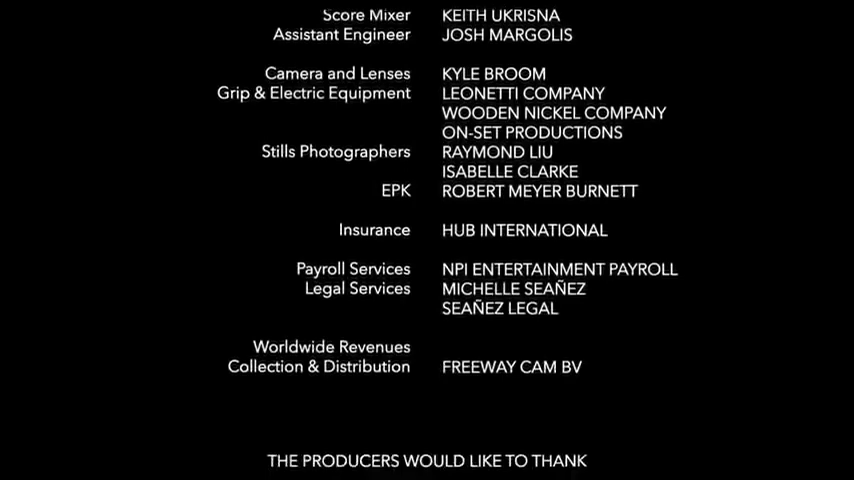 Score Mixer KEITH UKRISNA
Assistant Engineer JOSH MARGOLIS
Camera and Lenses KYLE BROOM
Grip & Electric Equipment LEONETTI COMPANY
WOODEN NICKEL COMPANY
ON-SET PRODUCTIONS
Stills Photographers RAYMOND LIU
ISABELLE CLARKE
EPK ROBERT MEYER BURNETT
Insurance HUB INTERNATIONAL
Payroll Services NPI ENTERTAINMENT PAYROLL
Legal Services MICHELLE SEAÑEZ
SEAÑEZ LEGAL
Worldwide Revenues
Collection & Distribution FREEWAY CAM BV
THE PRODUCERS WOULD LIKE TO THANK